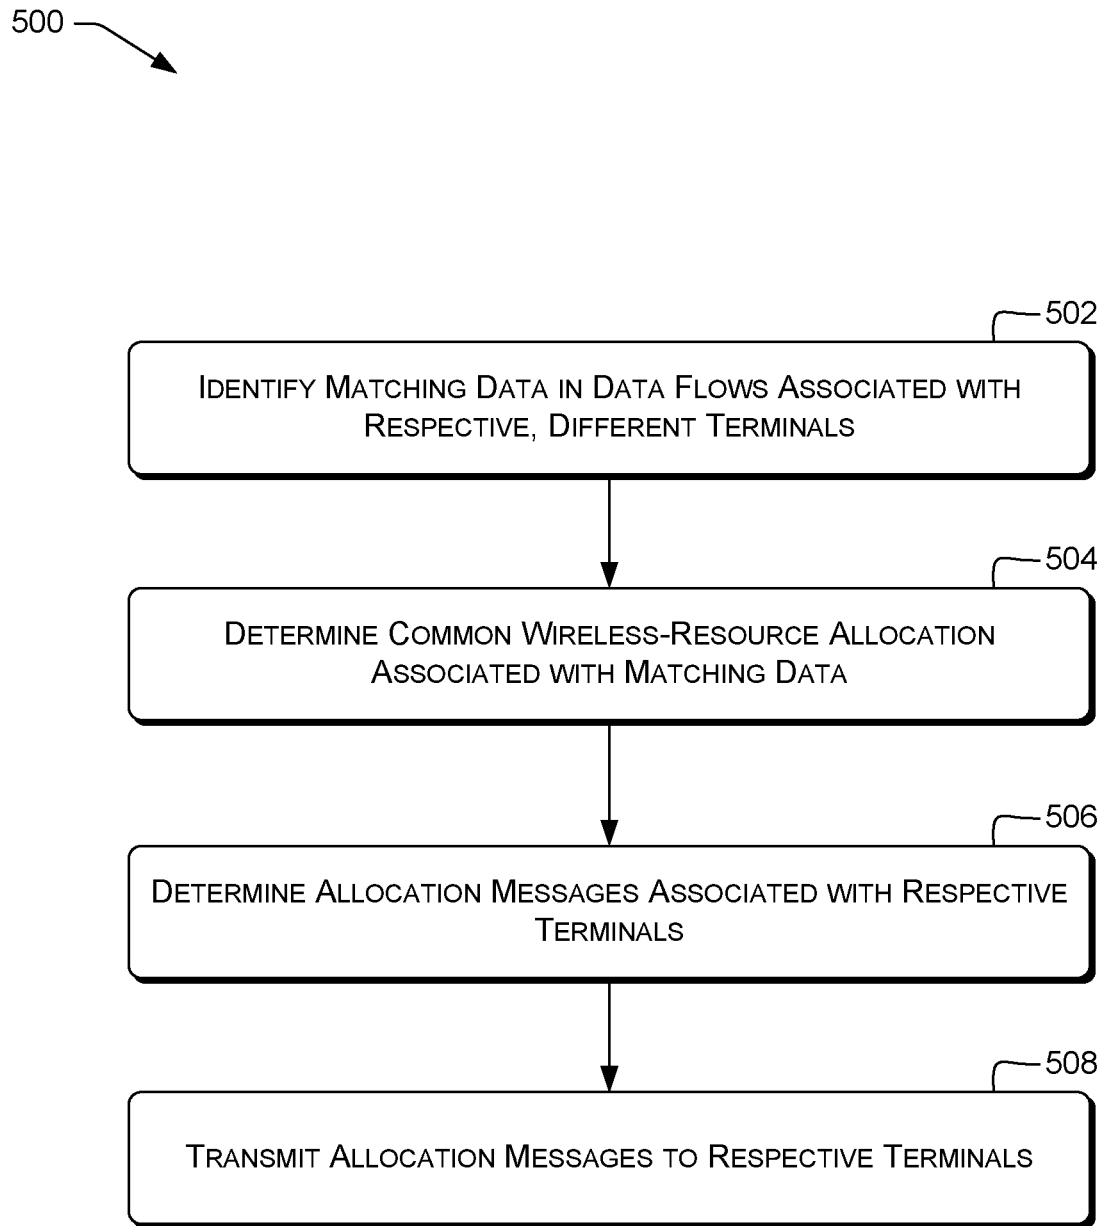 500
502
IDENTIFY MATCHING DATA IN DATA FLOWS ASSOCIATED WITH
RESPECTIVE, DIFFERENT TERMINALS
504
DETERMINE COMMON WIRELESS-RESOURCE ALLOCATION
ASSOCIATED WITH MATCHING DATA
506
DETERMINE ALLOCATION MESSAGES ASSOCIATED WITH RESPECTIVE
TERMINALS
508
TRANSMIT ALLOCATION MESSAGES TO RESPECTIVE TERMINALS